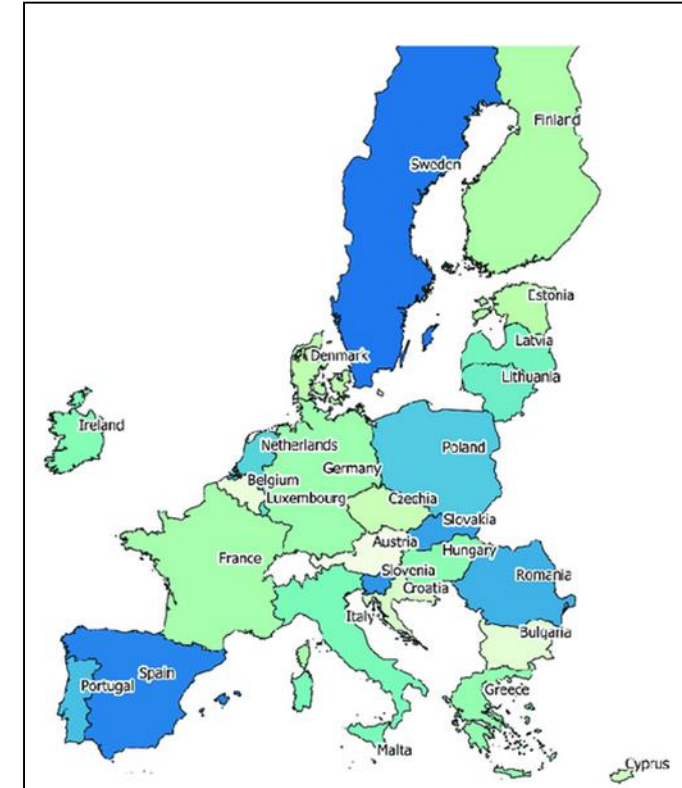 Finland
Sweden
Estonia
Latvia
Denmark
Lithuania
Ireland
Netherlands
Poland
Germany
Belgium
Luxembourg
Czechia
Slovakia
Austria
Hungary
France
Slovenia
Romania
Croatia
Italy
Bulgaria
Spain
Portugal
Greece
Malta
Cyprus